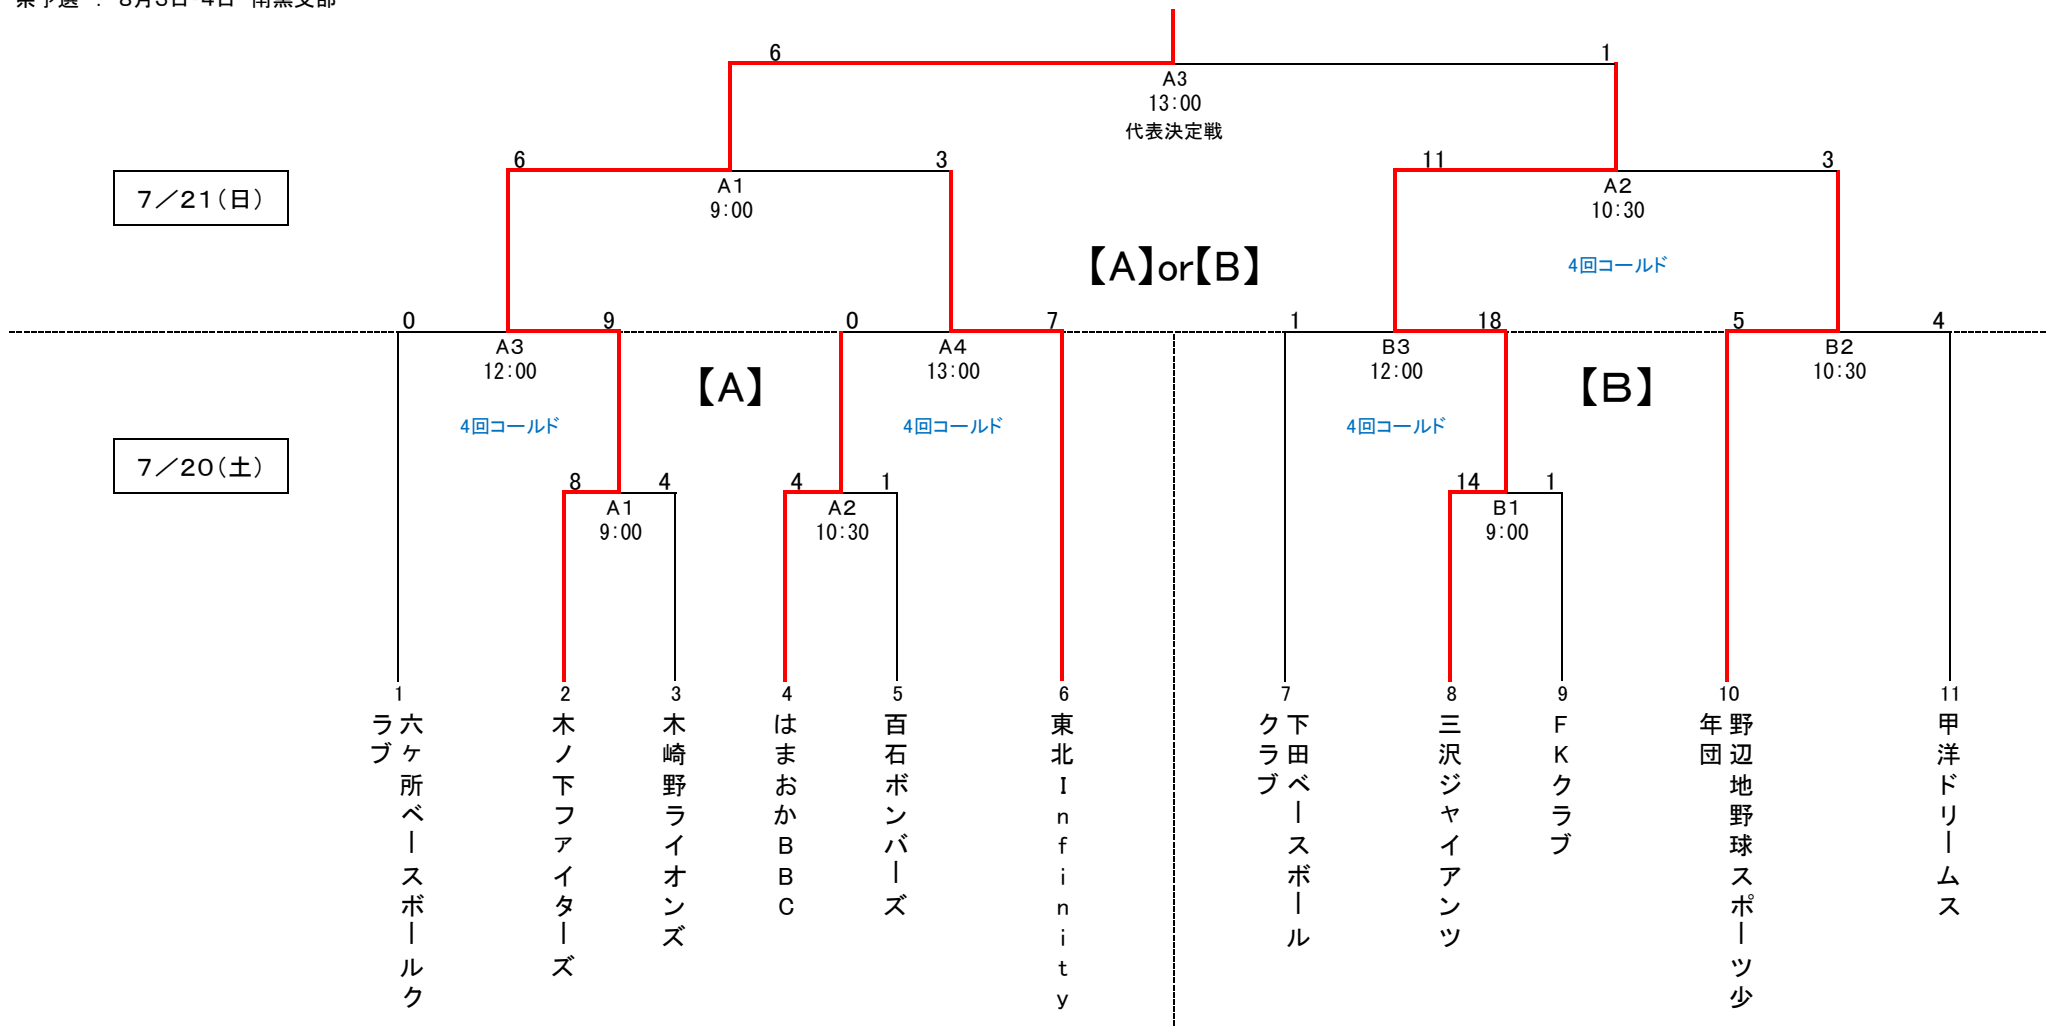 6 1
A3
13:00
代表決定戦
6 3 11 3
7／21(日)
A1 A2
9:00 10:30
【A】or【B】
4回コールド
0 9 0 7 1 18 5 4
A3 A4 B3 B2
12:00 13:00 12:00 10:30
【A】 【B】
4回コールド 4回コールド 4回コールド
7／20(土)
8 4 4 1 14 1
A1 A2 B1
9:00 10:30 9:00
1 2 3 4 5 6 7 8 9 10 11
六ヶ所ベースボールク
ラブ
木ノ下ファイターズ
木崎野ライオンズ
はまおかBBC
百石ボンバーズ
東北Infinity
下田ベースボール
クラブ
三沢ジャイアンツ
FKクラブ
野辺地野球スポーツ少
年団
甲洋ドリームス